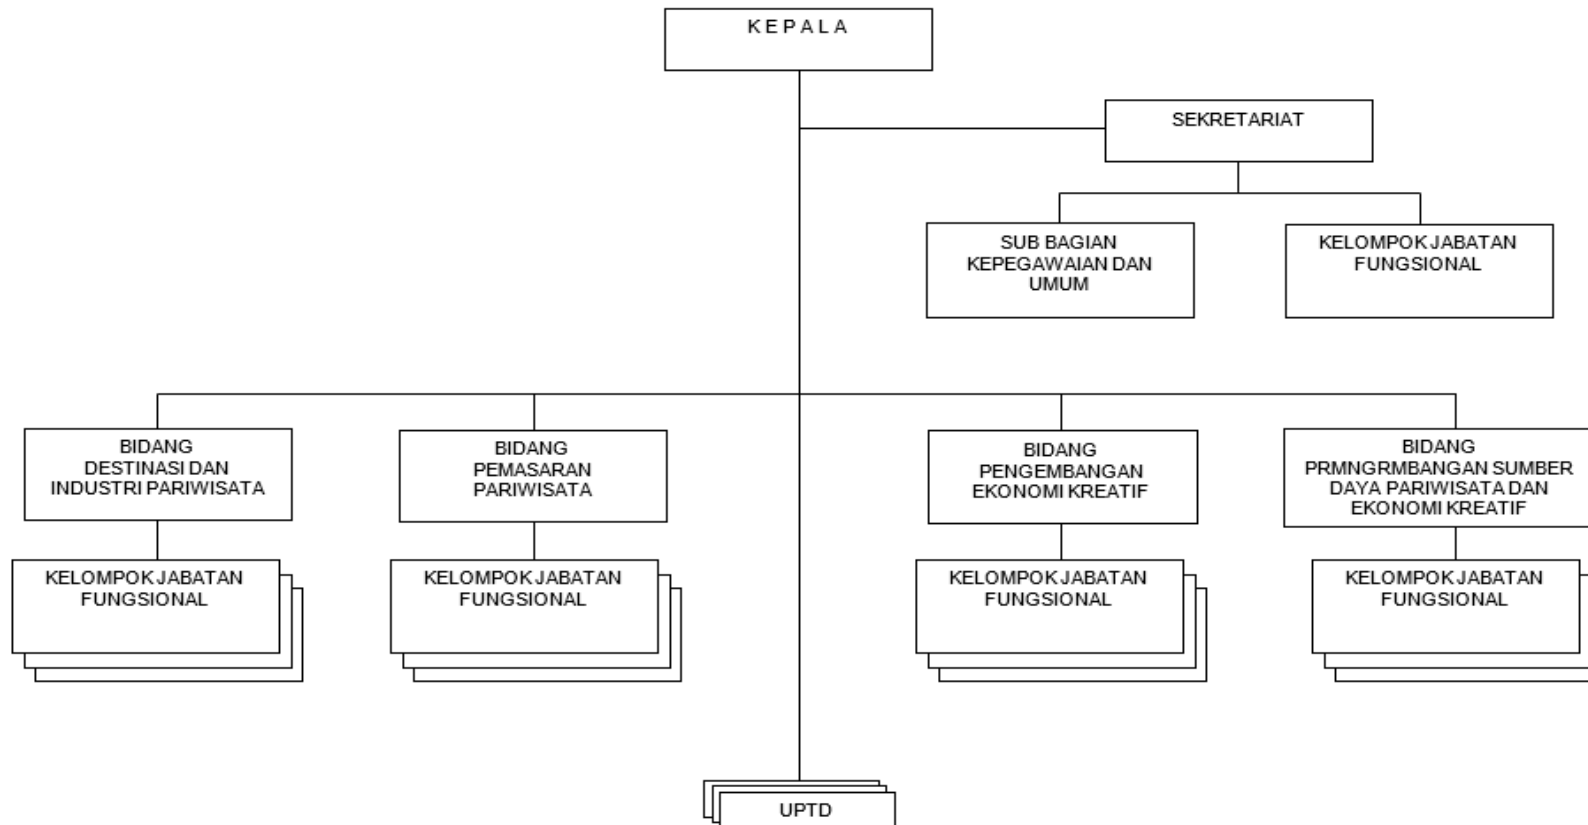 K E P A L A
SEKRETARIAT
SUB BAGIAN
KEPEGAWAIAN DAN
UMUM
KELOMPOK JABATAN
FUNGSIONAL
BIDANG
DESTINASI DAN
INDUSTRI PARIWISATA
BIDANG
PEMASARAN
PARIWISATA
BIDANG
PENGEMBANGAN
EKONOMI KREATIF
BIDANG
PRMNGRMBANGAN SUMBER
DAYA PARIWISATA DAN
EKONOMI KREATIF
KELOMPOK JABATAN
FUNGSIONAL
KELOMPOK JABATAN
FUNGSIONAL
KELOMPOK JABATAN
FUNGSIONAL
KELOMPOK JABATAN
FUNGSIONAL
UPTD